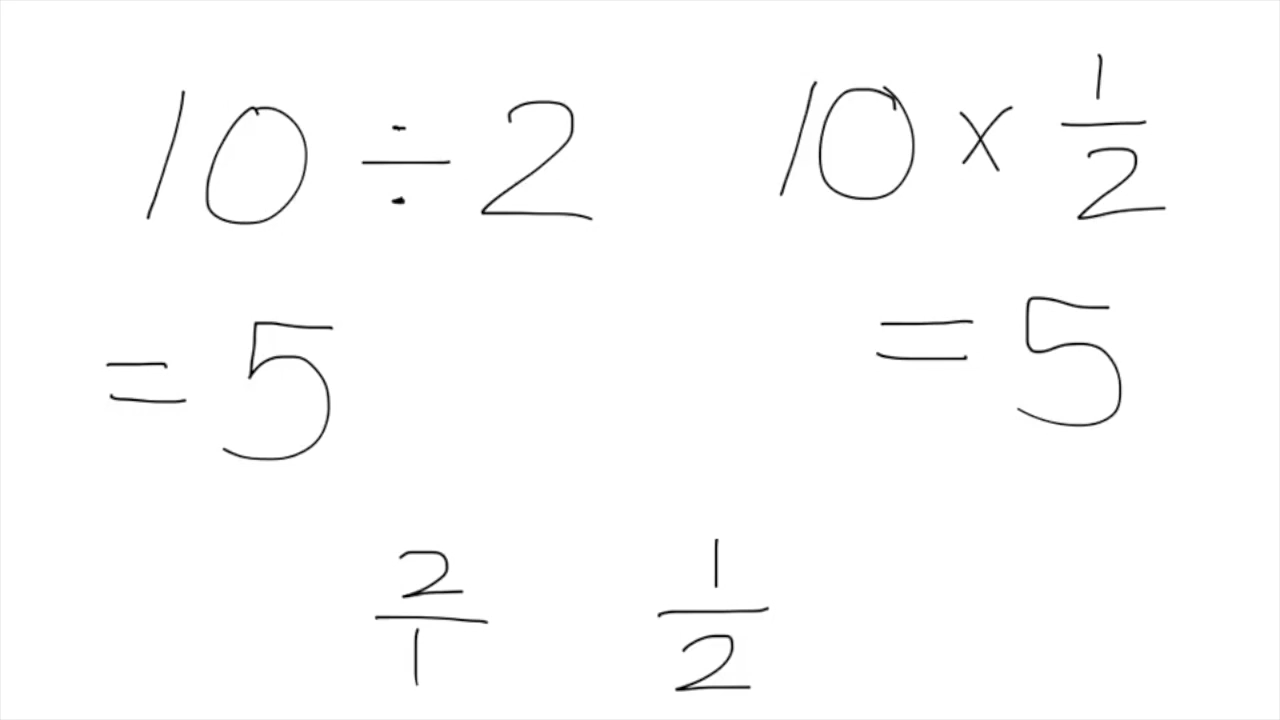 10 ÷ 2
= 5
10 × 1/2
= 5
2/1 1/2